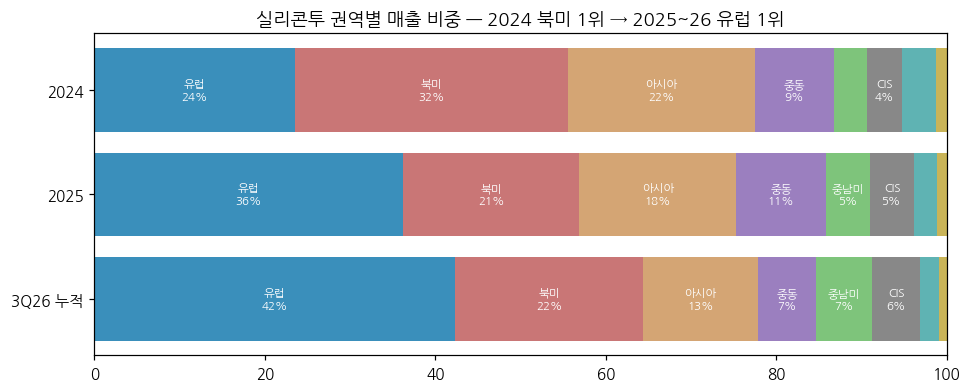 실리콘투 권역별 매출 비중 — 2024 북미 1위 → 2025~26 유럽 1위
2024
유럽
24%
북미
32%
아시아
22%
중동
9%
CIS
4%
2025
유럽
36%
북미
21%
아시아
18%
중동
11%
중남미
5%
CIS
5%
3Q26 누적
유럽
42%
북미
22%
아시아
13%
중동
7%
중남미
7%
CIS
6%
0 20 40 60 80 100